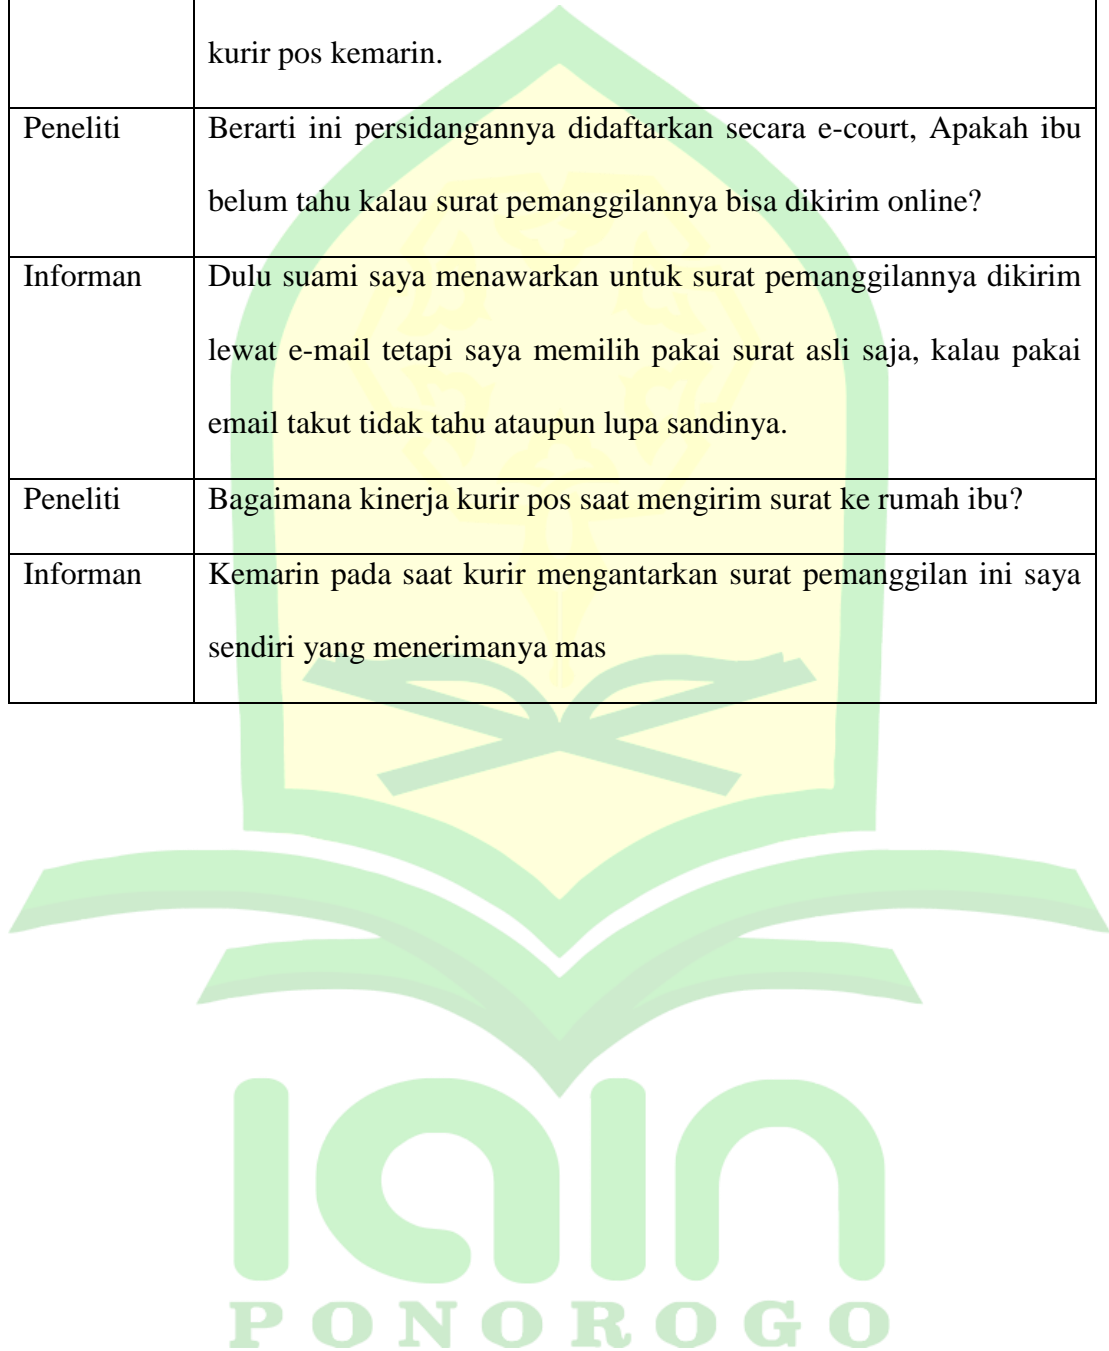 kurir pos kemarin.
Peneliti Berarti ini persidangannya didaftarkan secara e-court, Apakah ibu
belum tahu kalau surat pemanggilannya bisa dikirim online?
Informan Dulu suami saya menawarkan untuk surat pemanggilannya dikirim
lewat e-mail tetapi saya memilih pakai surat asli saja, kalau pakai
email takut tidak tahu ataupun lupa sandinya.
Peneliti Bagaimana kinerja kurir pos saat mengirim surat ke rumah ibu?
Informan Kemarin pada saat kurir mengantarkan surat pemanggilan ini saya
sendiri yang menerimanya mas
iain
PONOROGO